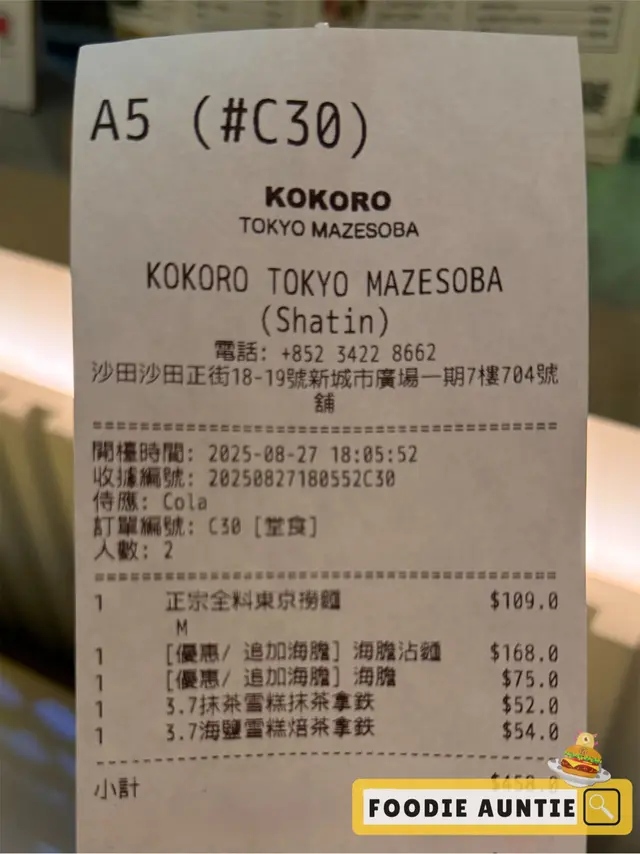 A5 (#C30)
KOKORO
TOKYO MAZESOBA
KOKORO TOKYO MAZESOBA
(Shatin)
電話: +852 3422 8662
沙田沙田正街18-19號新城市廣場一期7樓704號
舖
開檯時間: 2025-08-27 18:05:52
收據編號: 20250827180552C30
侍應: Cola
訂單編號: C30 [堂食]
人數: 2
1 正宗全料東京撈麵 $109.0
M
1 [優惠/ 追加海膽] 海膽沾麵 $168.0
1 [優惠/ 追加海膽] 海膽 $75.0
1 3.7抹茶雪糕抹茶拿鉄 $52.0
1 3.7海鹽雪糕焙茶拿鉄 $54.0
小計 $458.0
FOODIE AUNTIE